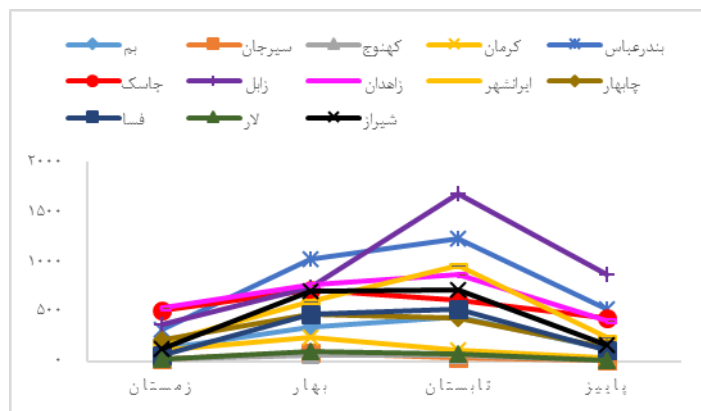 بم سیرجان کهنوج کرمان بندرعباس
جاسک زابل زاهدان ایرانشهر چابهار
فسا لار شیراز
۲۰۰۰
۱۵۰۰
۱۰۰۰
۵۰۰
۰
زمستان بهار تابستان پاییز